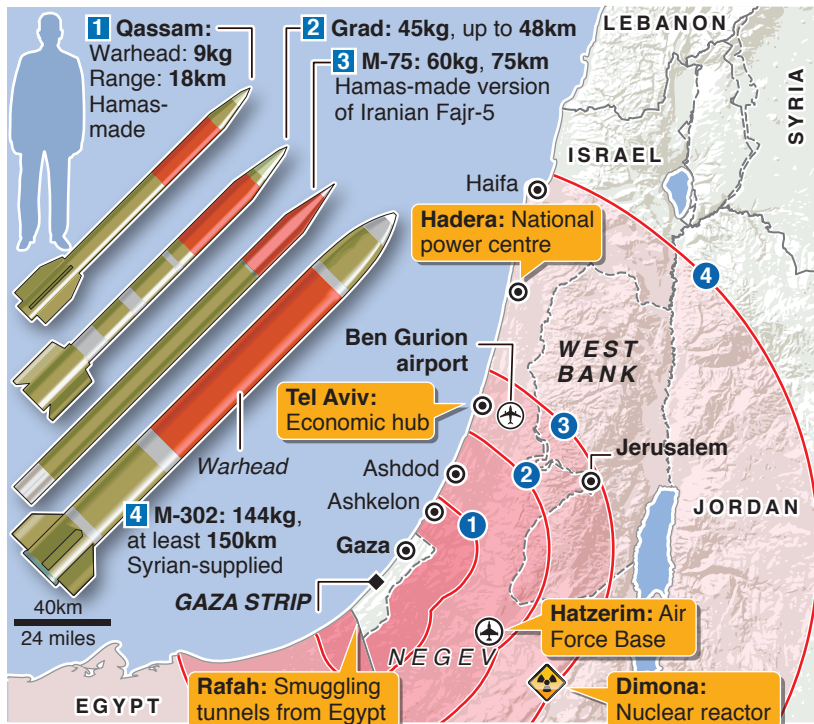 1 Qassam:
Warhead: 9kg
Range: 18km
Hamas-
made
2 Grad: 45kg, up to 48km
3 M-75: 60kg, 75km
Hamas-made version
of Iranian Fajr-5
LEBANON
SYRIA
ISRAEL
Haifa
Hadera: National
power centre
4
Ben Gurion
airport
WEST
BANK
Tel Aviv:
Economic hub
3
Warhead
Jerusalem
Ashdod
2
Ashkelon
1
JORDAN
4 M-302: 144kg,
at least 150km
Syrian-supplied
Gaza
GAZA STRIP
40km
24 miles
Hatzerim: Air
Force Base
NEGEV
EGYPT
Rafah: Smuggling
tunnels from Egypt
Dimona:
Nuclear reactor